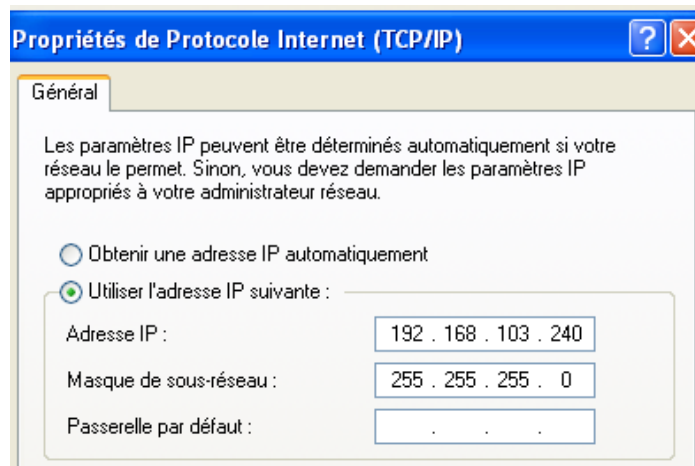 Propriétés de Protocole Internet (TCP/IP)
Général
Les paramètres IP peuvent être déterminés automatiquement si votre
réseau le permet. Sinon, vous devez demander les paramètres IP
appropriés à votre administrateur réseau.
Obtenir une adresse IP automatiquement
Utiliser l'adresse IP suivante :
Adresse IP : 192 . 168 . 103 . 240
Masque de sous-réseau : 255 . 255 . 255 . 0
Passerelle par défaut : . . .